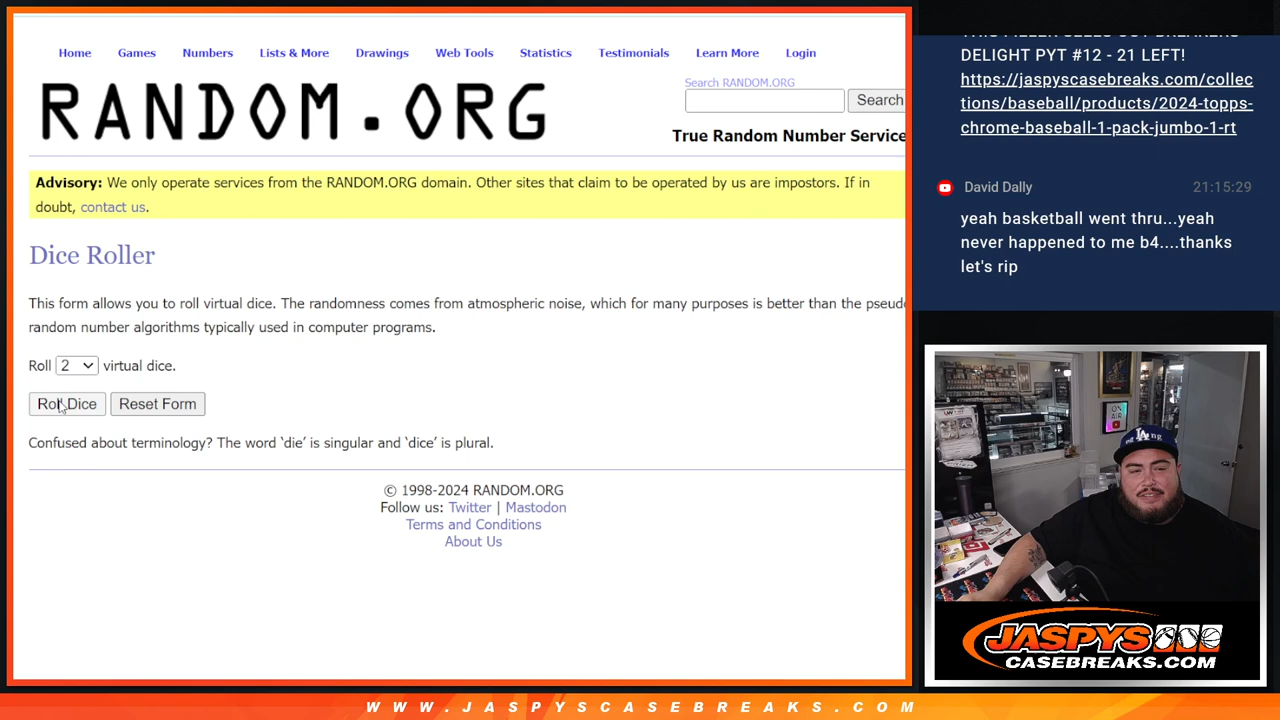 Home Games Numbers Lists & More Drawings Web Tools Statistics Testimonials Learn More Login
RANDOM.ORG
Search RANDOM.ORG
Search
True Random Number Service
Advisory: We only operate services from the RANDOM.ORG domain. Other sites that claim to be operated by us are impostors. If in
doubt, contact us.
Dice Roller
This form allows you to roll virtual dice. The randomness comes from atmospheric noise, which for many purposes is better than the pseudo
random number algorithms typically used in computer programs.
Roll 2 virtual dice.
Roll Dice Reset Form
Confused about terminology? The word ‘die’ is singular and ‘dice’ is plural.
© 1998-2024 RANDOM.ORG
Follow us: Twitter | Mastodon
Terms and Conditions
About Us
THIS FILLER SELLS OUT BREAKERS
DELIGHT PYT #12 - 21 LEFT!
https://jaspyscasebreaks.com/collec
tions/baseball/products/2024-topps-
chrome-baseball-1-pack-jumbo-1-rt
David Dally 21:15:29
yeah basketball went thru...yeah
never happened to me b4....thanks
let's rip
ON
AIR
LA
JASPYS
CASEBREAKS.COM
WWW.JASPYSCASEBREAKS.COM